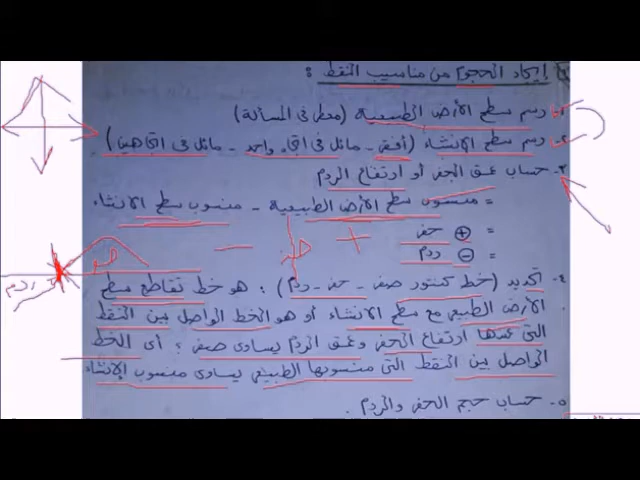 إيجاد الحجوم من مناسيب النقط :
١- رسم سطح الأرض الطبيعية (معطى فى المسألة)
٢- رسم سطح الإنشاء (أفقى - مائل فى اتجاه واحد - مائل فى اتجاهين)
٣- حساب عمق الحفر أو ارتفاع الردم
= منسوب سطح الأرض الطبيعية - منسوب سطح الإنشاء
= + حفر
= - ردم
٤- تحديد (خط كنتور صفر - حفر - ردم) : هو خط تقاطع سطح
الأرض الطبيعى مع سطح الإنشاء أو هو الخط الواصل بين النقط
التى عندها ارتفاع الحفر وعمق الردم يساوى صفر ؛ أى الخط
الواصل بين النقط التى منسوبها الطبيعى يساوى منسوب الإنشاء
٥- حساب حجم الحفر والردم .
ردم